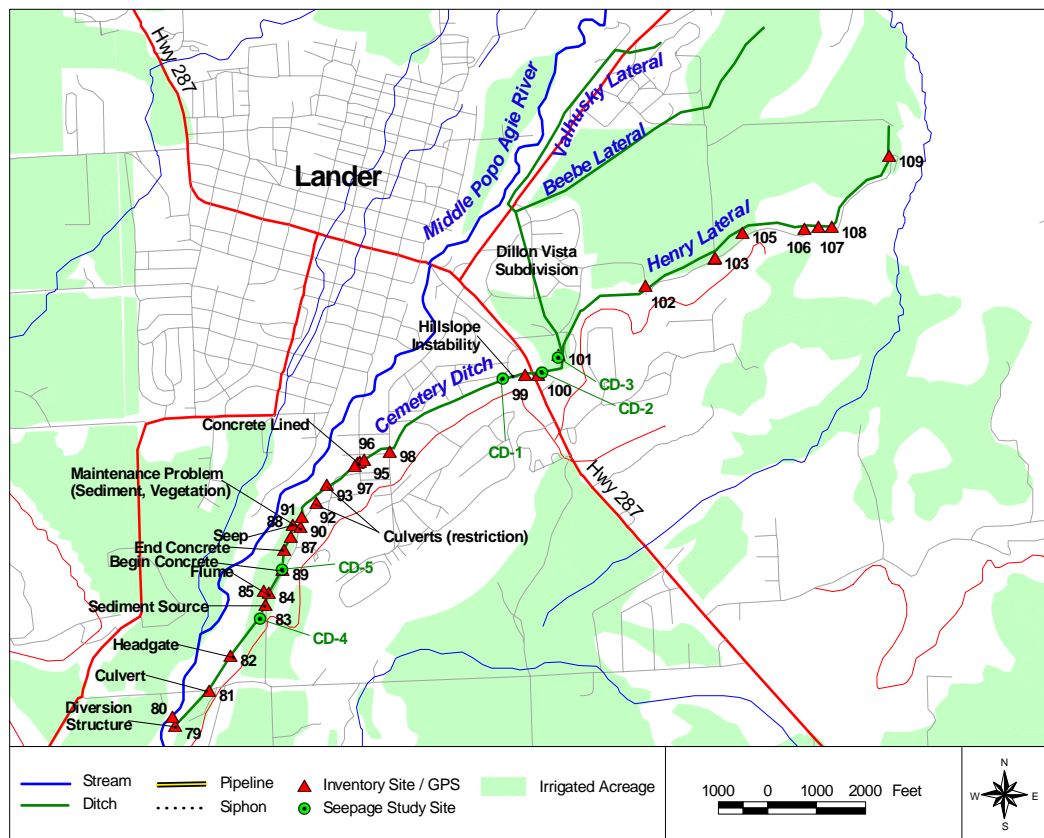 Hwy 287
Lander
Middle Popo Agie River
Valhusky Lateral
Beebe Lateral
Henry Lateral
Dillon Vista
Subdivision
109
108
107
106
105
103
102
101
Hillslope
Instability
CD-3
100
CD-2
99
CD-1
Cemetery Ditch
Hwy 287
Concrete Lined
96
98
95
97
Maintenance Problem
(Sediment, Vegetation)
93
91
92
88
90
Culverts (restriction)
Seep
87
End Concrete
Begin Concrete
89
CD-5
Flume
85
84
Sediment Source
83
CD-4
Headgate
82
Culvert
81
80
Diversion
Structure
79
Stream
Ditch
Pipeline
Siphon
Inventory Site / GPS
Seepage Study Site
Irrigated Acreage
1000 0 1000 2000 Feet
N
W E
S